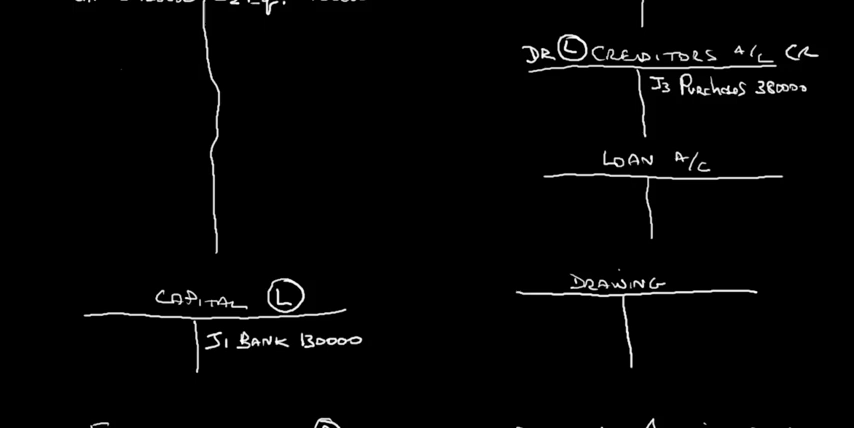 DR L CREDITORS A/C CR
J3 Purchases 380000
LOAN A/C
CAPITAL L
J1 BANK 130000
DRAWING